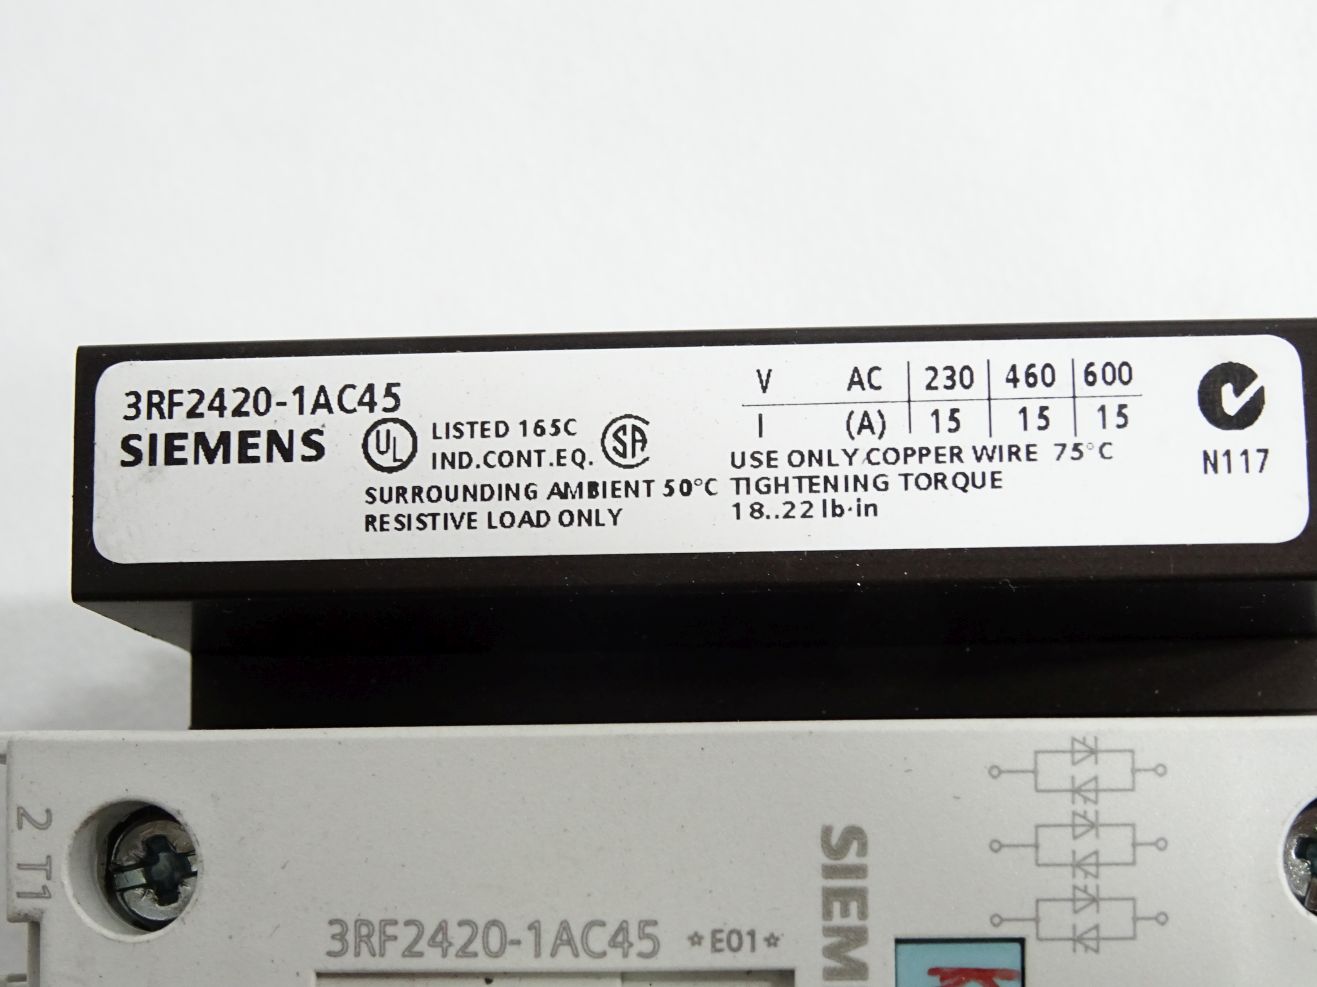 3RF2420-1AC45
SIEMENS
UL LISTED 165C
IND.CONT.EQ. SA
SURROUNDING AMBIENT 50°C
RESISTIVE LOAD ONLY
V AC 230 460 600
I (A) 15 15 15
USE ONLY COPPER WIRE 75°C
TIGHTENING TORQUE
18..22 lb·in
N117
2 T1
3RF2420-1AC45 *E01*
SIEM
K